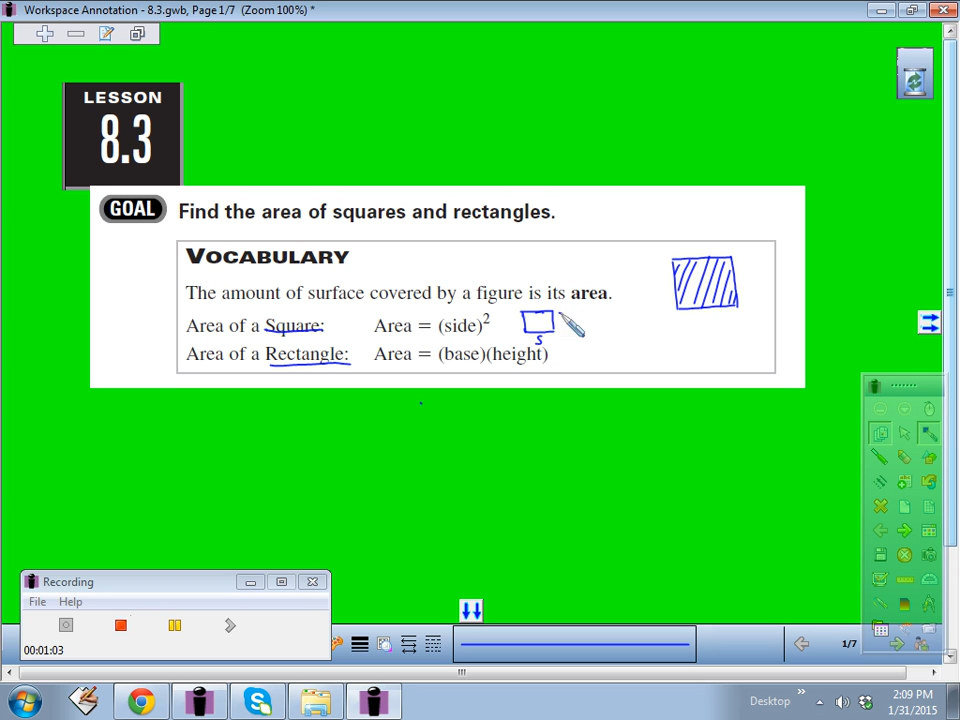 Workspace Annotation - 8.3.gwb, Page 1/7 (Zoom 100%) *
LESSON
8.3
GOAL Find the area of squares and rectangles.
VOCABULARY
The amount of surface covered by a figure is its area.
Area of a Square: Area = (side)²
s
Area of a Rectangle: Area = (base)(height)
Recording
File Help
00:01:03
1/7
Desktop
2:09 PM
1/31/2015